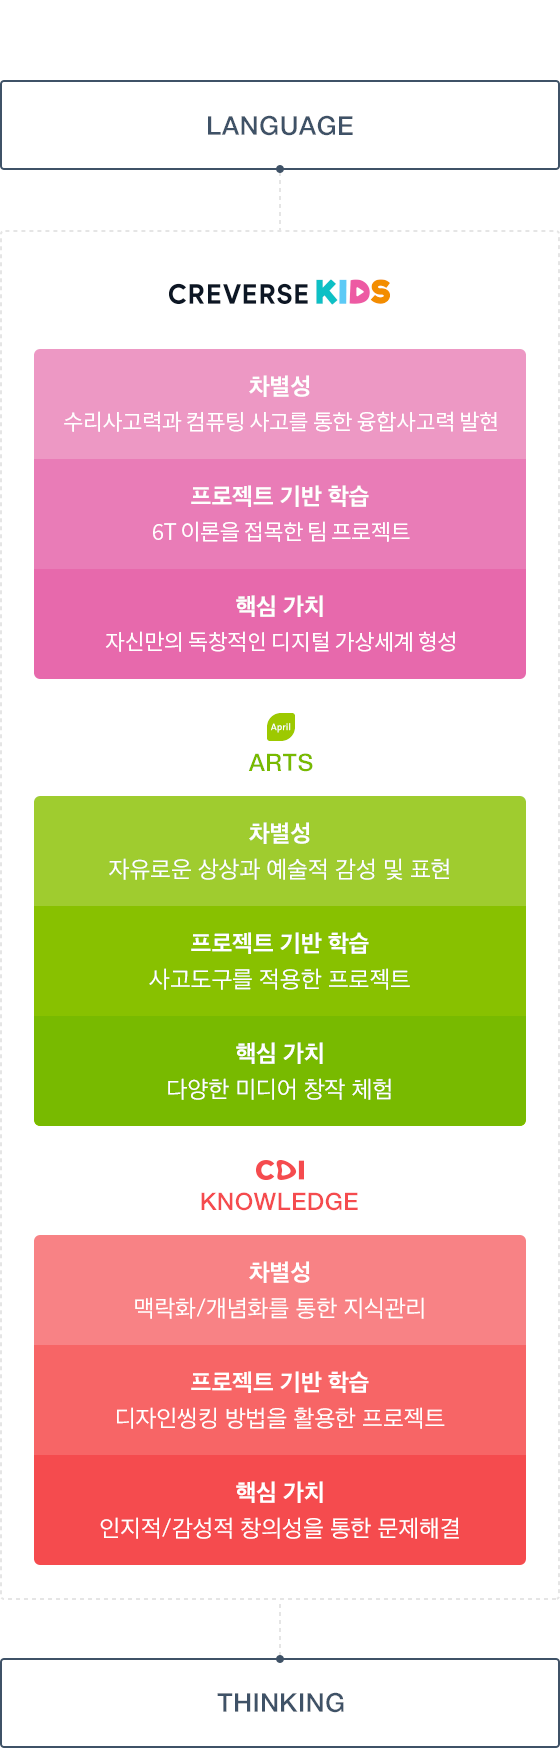 LANGUAGE
CREVERSE KIDS
차별성
수리사고력과 컴퓨팅 사고를 통한 융합사고력 발현
프로젝트 기반 학습
6T 이론을 접목한 팀 프로젝트
핵심 가치
자신만의 독창적인 디지털 가상세계 형성
April
ARTS
차별성
자유로운 상상과 예술적 감성 및 표현
프로젝트 기반 학습
사고도구를 적용한 프로젝트
핵심 가치
다양한 미디어 창작 체험
CDI
KNOWLEDGE
차별성
맥락화/개념화를 통한 지식관리
프로젝트 기반 학습
디자인씽킹 방법을 활용한 프로젝트
핵심 가치
인지적/감성적 창의성을 통한 문제해결
THINKING